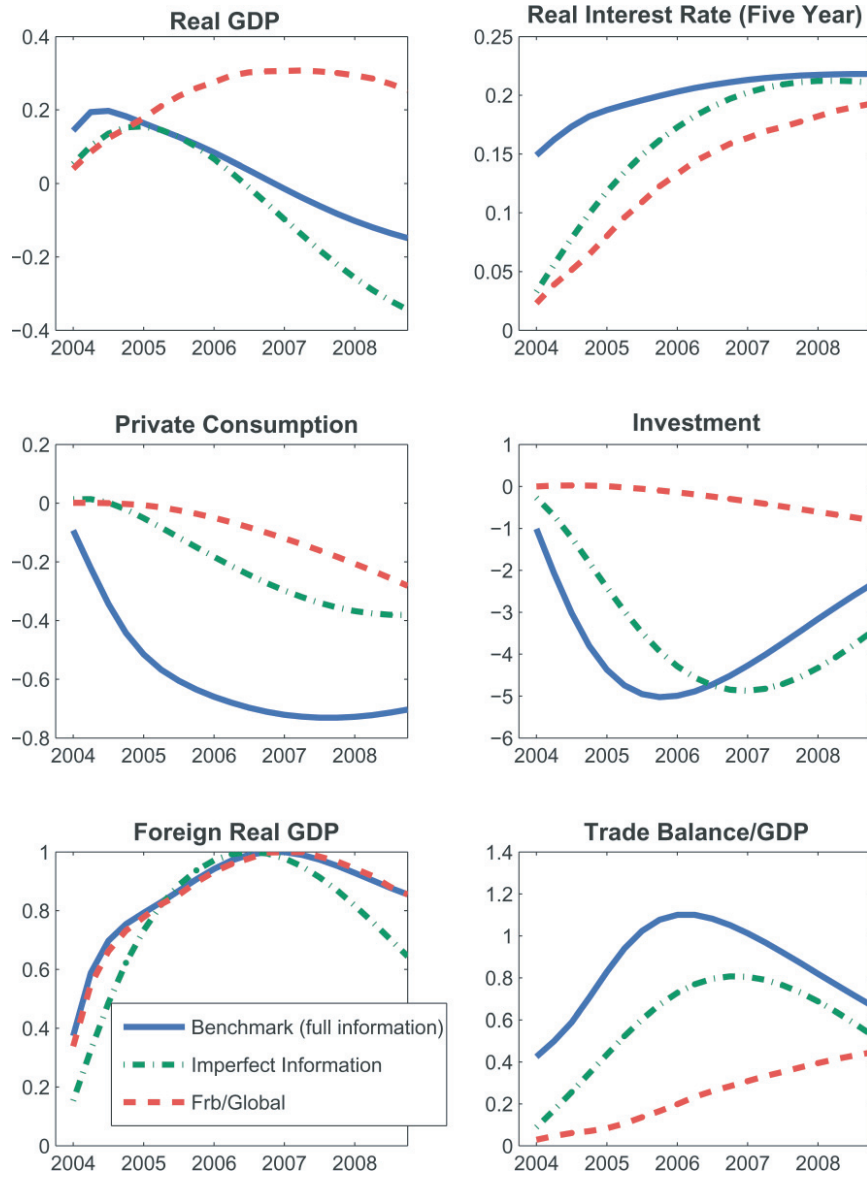 Real GDP
0.4
0.2
0
−0.2
−0.4
2004 2005 2006 2007 2008
Real Interest Rate (Five Year)
0.25
0.2
0.15
0.1
0.05
0
2004 2005 2006 2007 2008
Private Consumption
0.2
0
−0.2
−0.4
−0.6
−0.8
2004 2005 2006 2007 2008
Investment
1
0
−1
−2
−3
−4
−5
−6
2004 2005 2006 2007 2008
Foreign Real GDP
1
0.8
0.6
0.4
0.2
0
2004 2005 2006 2007 2008
Benchmark (full information)
Imperfect Information
Frb/Global
Trade Balance/GDP
1.4
1.2
1
0.8
0.6
0.4
0.2
0
2004 2005 2006 2007 2008